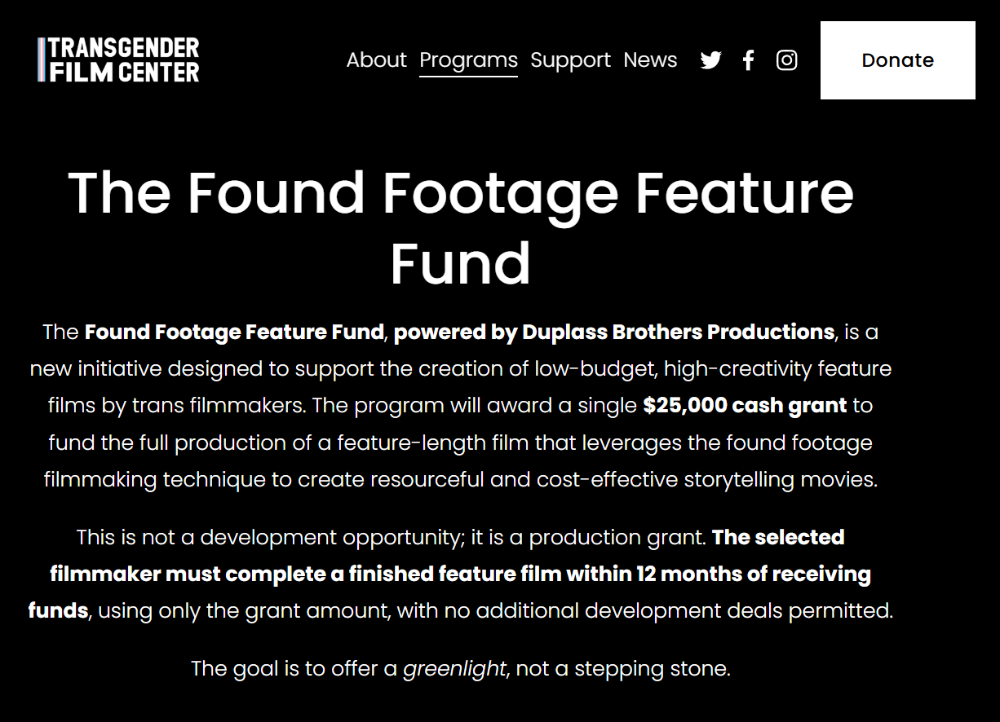 TRANSGENDER
FILM CENTER
About Programs Support News
Donate
The Found Footage Feature
Fund
The Found Footage Feature Fund, powered by Duplass Brothers Productions, is a
new initiative designed to support the creation of low-budget, high-creativity feature
films by trans filmmakers. The program will award a single $25,000 cash grant to
fund the full production of a feature-length film that leverages the found footage
filmmaking technique to create resourceful and cost-effective storytelling movies.
This is not a development opportunity; it is a production grant. The selected
filmmaker must complete a finished feature film within 12 months of receiving
funds, using only the grant amount, with no additional development deals permitted.
The goal is to offer a greenlight, not a stepping stone.